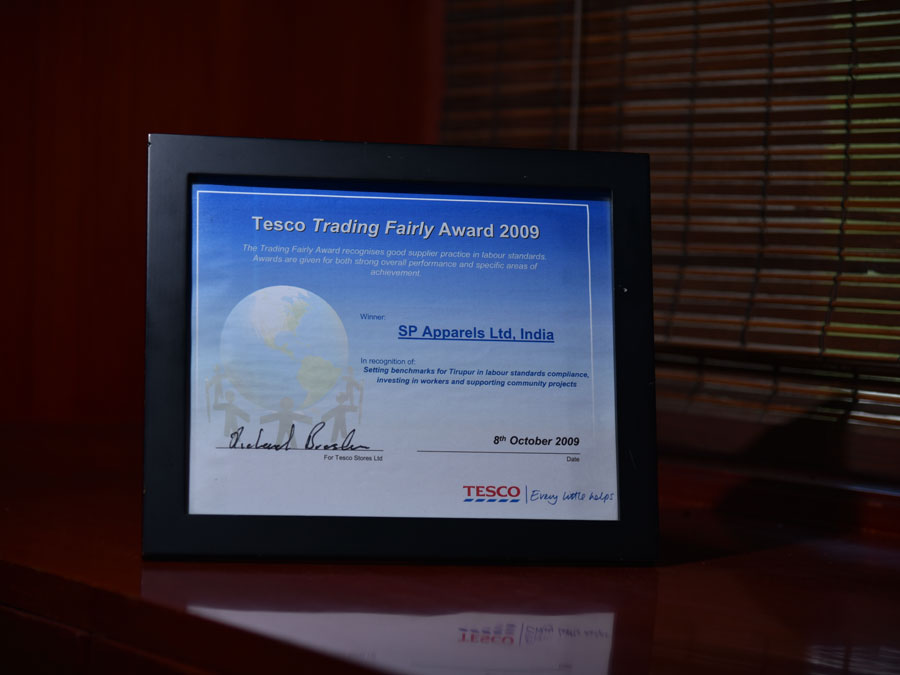 Tesco Trading Fairly Award 2009
The Trading Fairly Award recognises good supplier practice in labour standards.
Awards are given for both strong overall performance and specific areas of
achievement.
Winner:
SP Apparels Ltd, India
In recognition of:
Setting benchmarks for Tirupur in labour standards compliance,
investing in workers and supporting community projects
8th October 2009
For Tesco Stores Ltd
Date
TESCO Every little helps